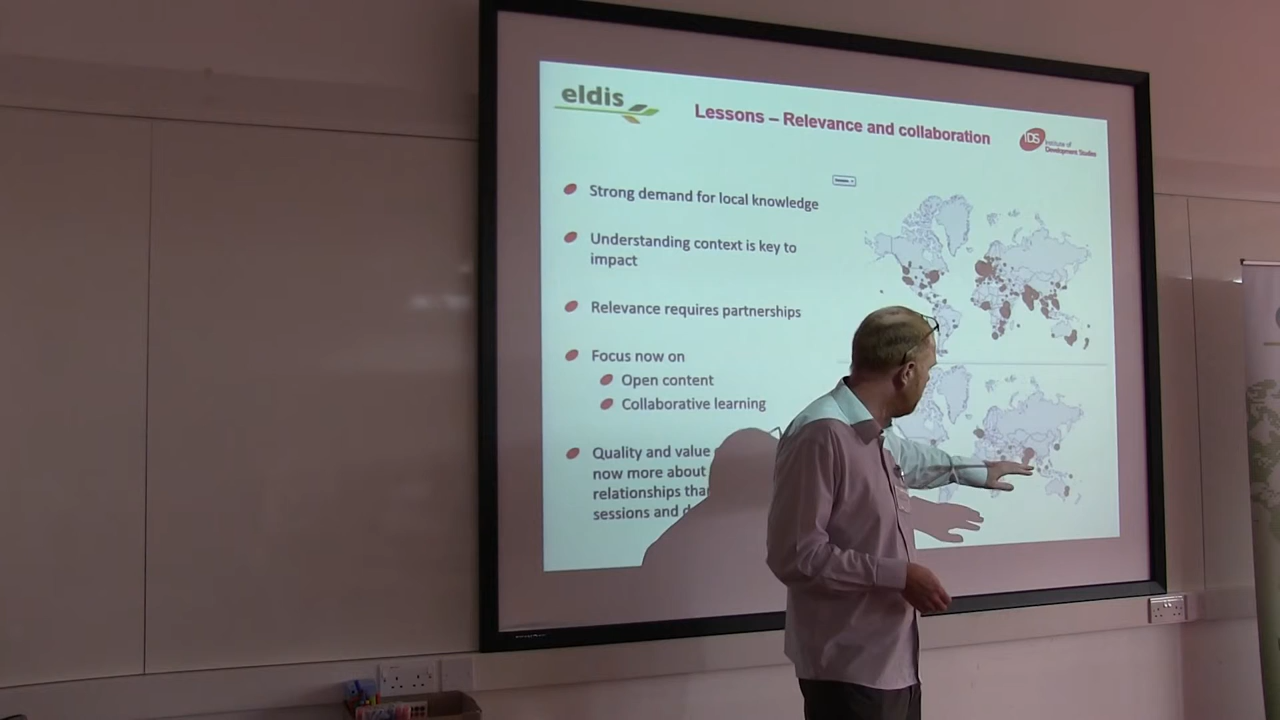 eldis
Lessons – Relevance and collaboration
IDS
Institute of
Development Studies
Strong demand for local knowledge
Understanding context is key to
impact
Relevance requires partnerships
Focus now on
Open content
Collaborative learning
Quality and value
now more about
relationships
sessions and